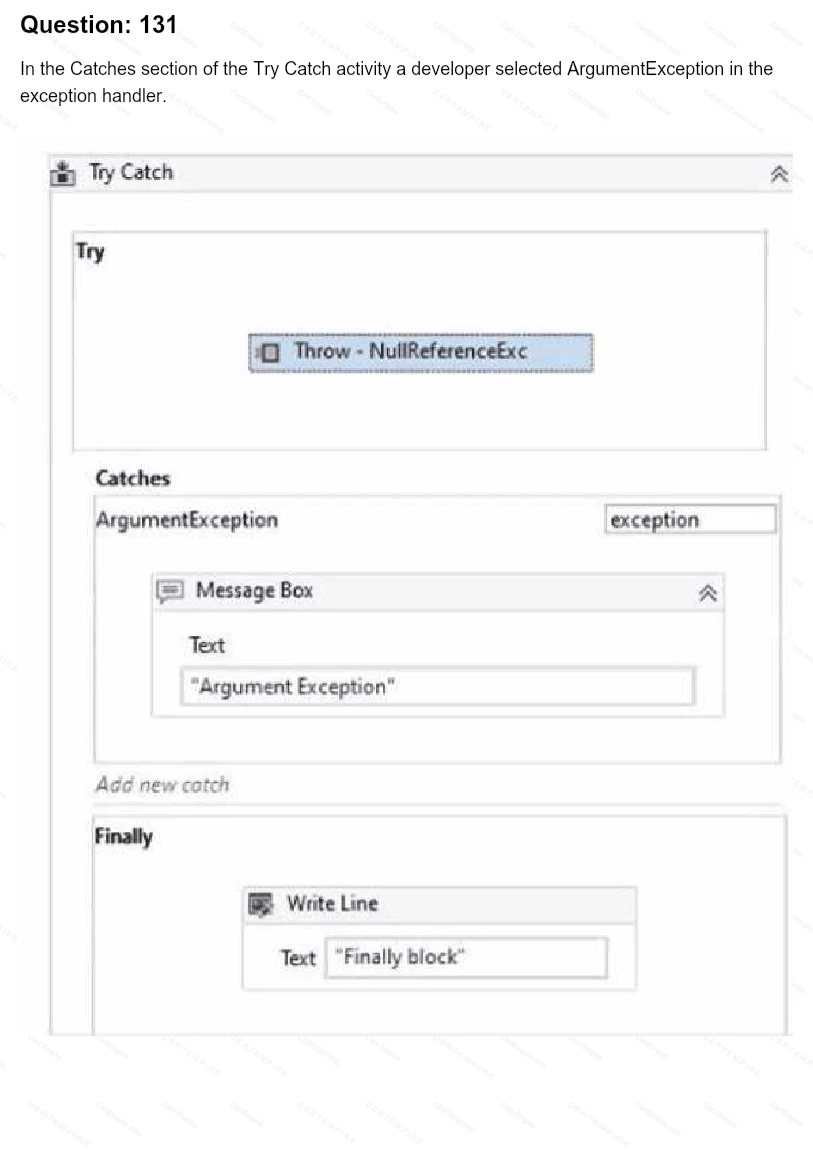 Question: 131
In the Catches section of the Try Catch activity a developer selected ArgumentException in the
exception handler.
Try Catch
Try
Throw - NullReferenceExc
Catches
ArgumentException exception
Message Box
Text
"Argument Exception"
Add new catch
Finally
Write Line
Text "Finally block"